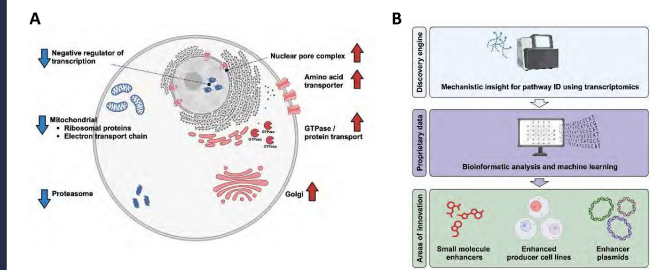 A
Negative regulator of
transcription
Nuclear pore complex
Amino acid
transporter
Mitochondrial
• Ribosomal proteins
• Electron transport chain
GTPase
GTPase
GTPase
GTPase /
protein transport
Proteasome
Golgi
B
Discovery engine
Mechanistic insight for pathway ID using transcriptomics
Proprietary data
Bioinformatic analysis and machine learning
Areas of innovation
Small molecule
enhancers
Enhanced
producer cell lines
Enhancer
plasmids